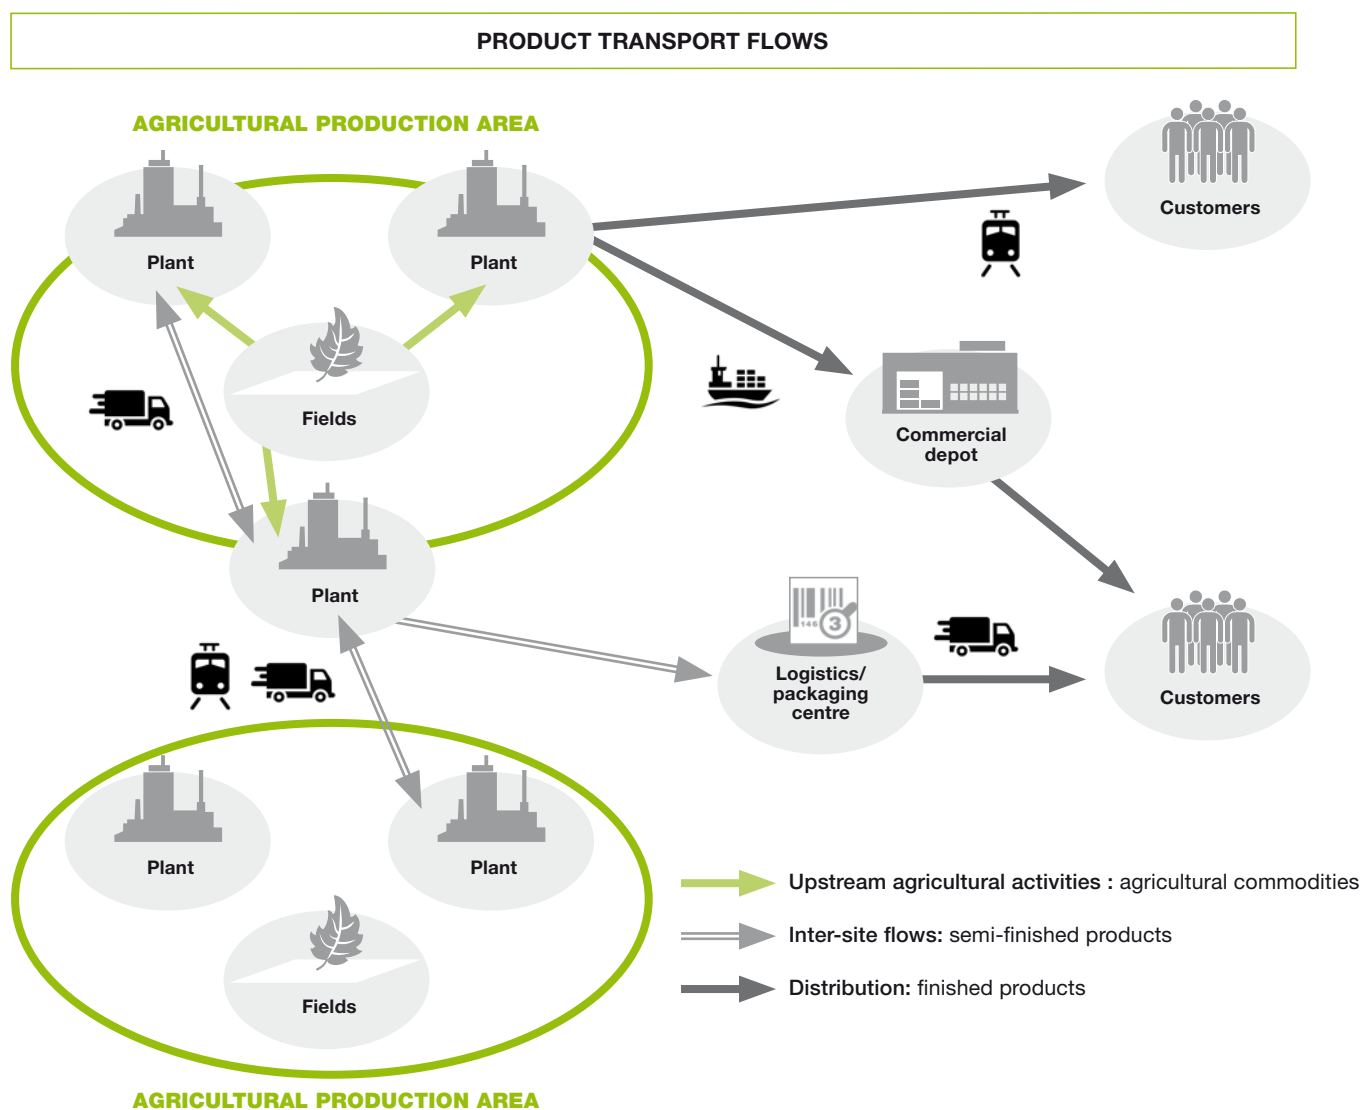 PRODUCT TRANSPORT FLOWS
AGRICULTURAL PRODUCTION AREA
Customers
Plant
Plant
Fields
Commercial
depot
Plant
146 3
Logistics/
packaging
centre
Customers
Plant
Plant
Fields
Upstream agricultural activities : agricultural commodities
Inter-site flows: semi-finished products
Distribution: finished products
AGRICULTURAL PRODUCTION AREA